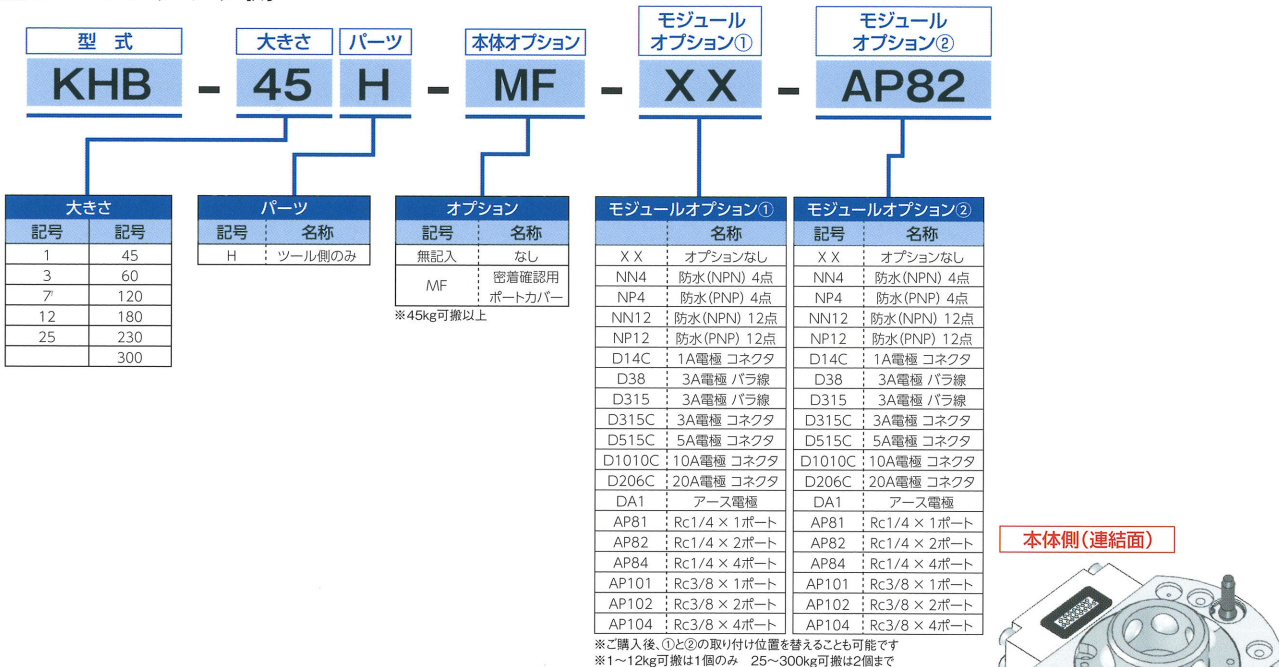 型 式
大きさ
パーツ
本体オプション
モジュール
オプション①
モジュール
オプション②
KHB - 45 H - MF - XX - AP82
大きさ
記号 記号
1 45
3 60
7 120
12 180
25 230
300
パーツ
記号 名称
H ツール側のみ
オプション
記号 名称
無記入 なし
MF 密着確認用
ポートカバー
※45kg可搬以上
モジュールオプション①
名称
XX オプションなし
NN4 防水(NPN) 4点
NP4 防水(PNP) 4点
NN12 防水(NPN) 12点
NP12 防水(PNP) 12点
D14C 1A電極 コネクタ
D38 3A電極 バラ線
D315 3A電極 バラ線
D315C 3A電極 コネクタ
D515C 5A電極 コネクタ
D1010C 10A電極 コネクタ
D206C 20A電極 コネクタ
DA1 アース電極
AP81 Rc1/4 × 1ポート
AP82 Rc1/4 × 2ポート
AP84 Rc1/4 × 4ポート
AP101 Rc3/8 × 1ポート
AP102 Rc3/8 × 2ポート
AP104 Rc3/8 × 4ポート
モジュールオプション②
記号 名称
XX オプションなし
NN4 防水(NPN) 4点
NP4 防水(PNP) 4点
NN12 防水(NPN) 12点
NP12 防水(PNP) 12点
D14C 1A電極 コネクタ
D38 3A電極 バラ線
D315 3A電極 バラ線
D315C 3A電極 コネクタ
D515C 5A電極 コネクタ
D1010C 10A電極 コネクタ
D206C 20A電極 コネクタ
DA1 アース電極
AP81 Rc1/4 × 1ポート
AP82 Rc1/4 × 2ポート
AP84 Rc1/4 × 4ポート
AP101 Rc3/8 × 1ポート
AP102 Rc3/8 × 2ポート
AP104 Rc3/8 × 4ポート
※ご購入後、①と②の取り付け位置を替えることも可能です
※1～12kg可搬は1個のみ 25～300kg可搬は2個まで
本体側(連結面)